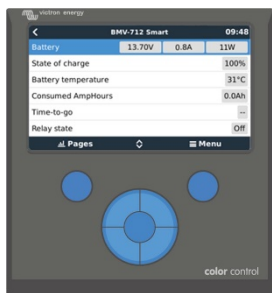 victron energy
BMV-712 Smart 09:48
Battery 13.70V 0.8A 11W
State of charge 100%
Battery temperature 31°C
Consumed AmpHours 0.0Ah
Time-to-go --
Relay state Off
Pages Menu
color control